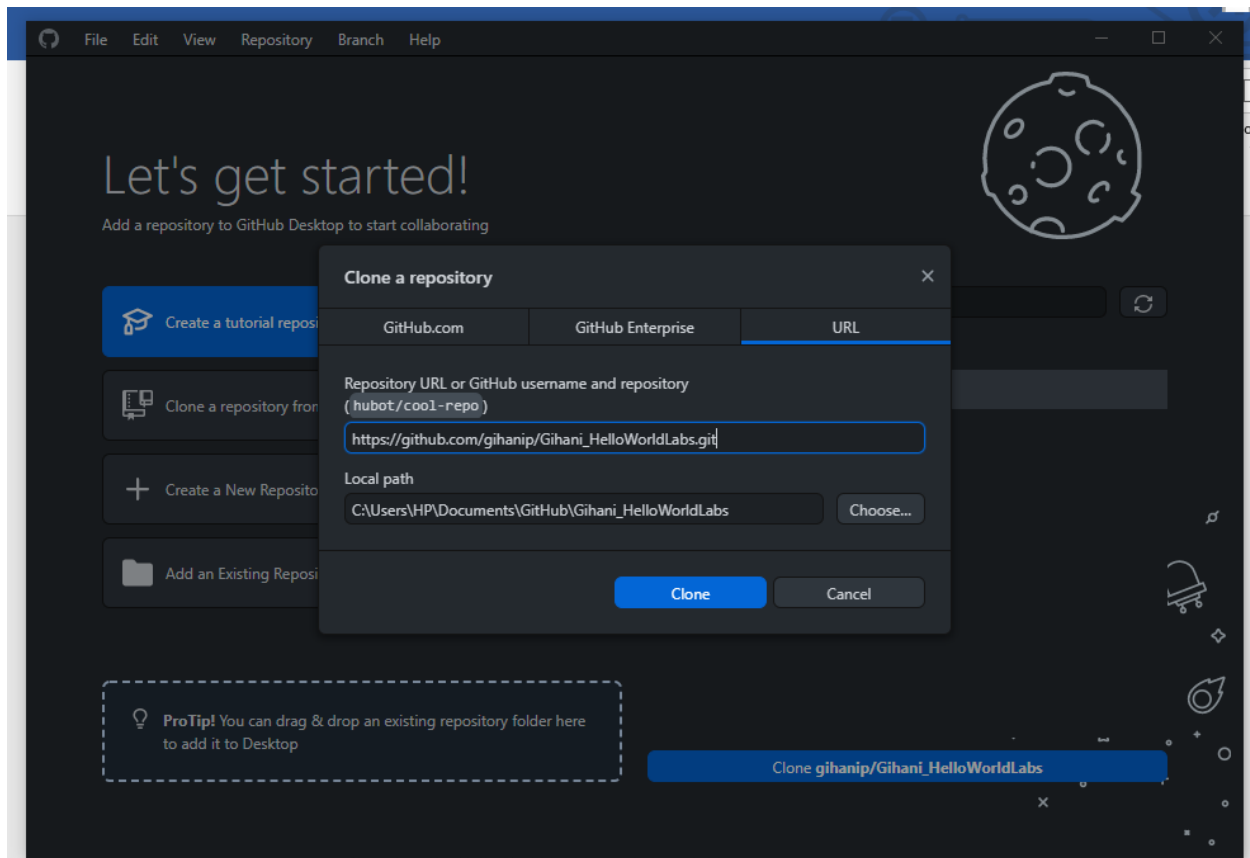 File Edit View Repository Branch Help
Let's get started!
Add a repository to GitHub Desktop to start collaborating
Create a tutorial reposi
Clone a repository from
Create a New Reposito
Add an Existing Reposi
Clone a repository
GitHub.com GitHub Enterprise URL
Repository URL or GitHub username and repository
(hubot/cool-repo)
https://github.com/gihanip/Gihani_HelloWorldLabs.git
Local path
C:\Users\HP\Documents\GitHub\Gihani_HelloWorldLabs Choose...
Clone Cancel
ProTip! You can drag & drop an existing repository folder here
to add it to Desktop
Clone gihanip/Gihani_HelloWorldLabs